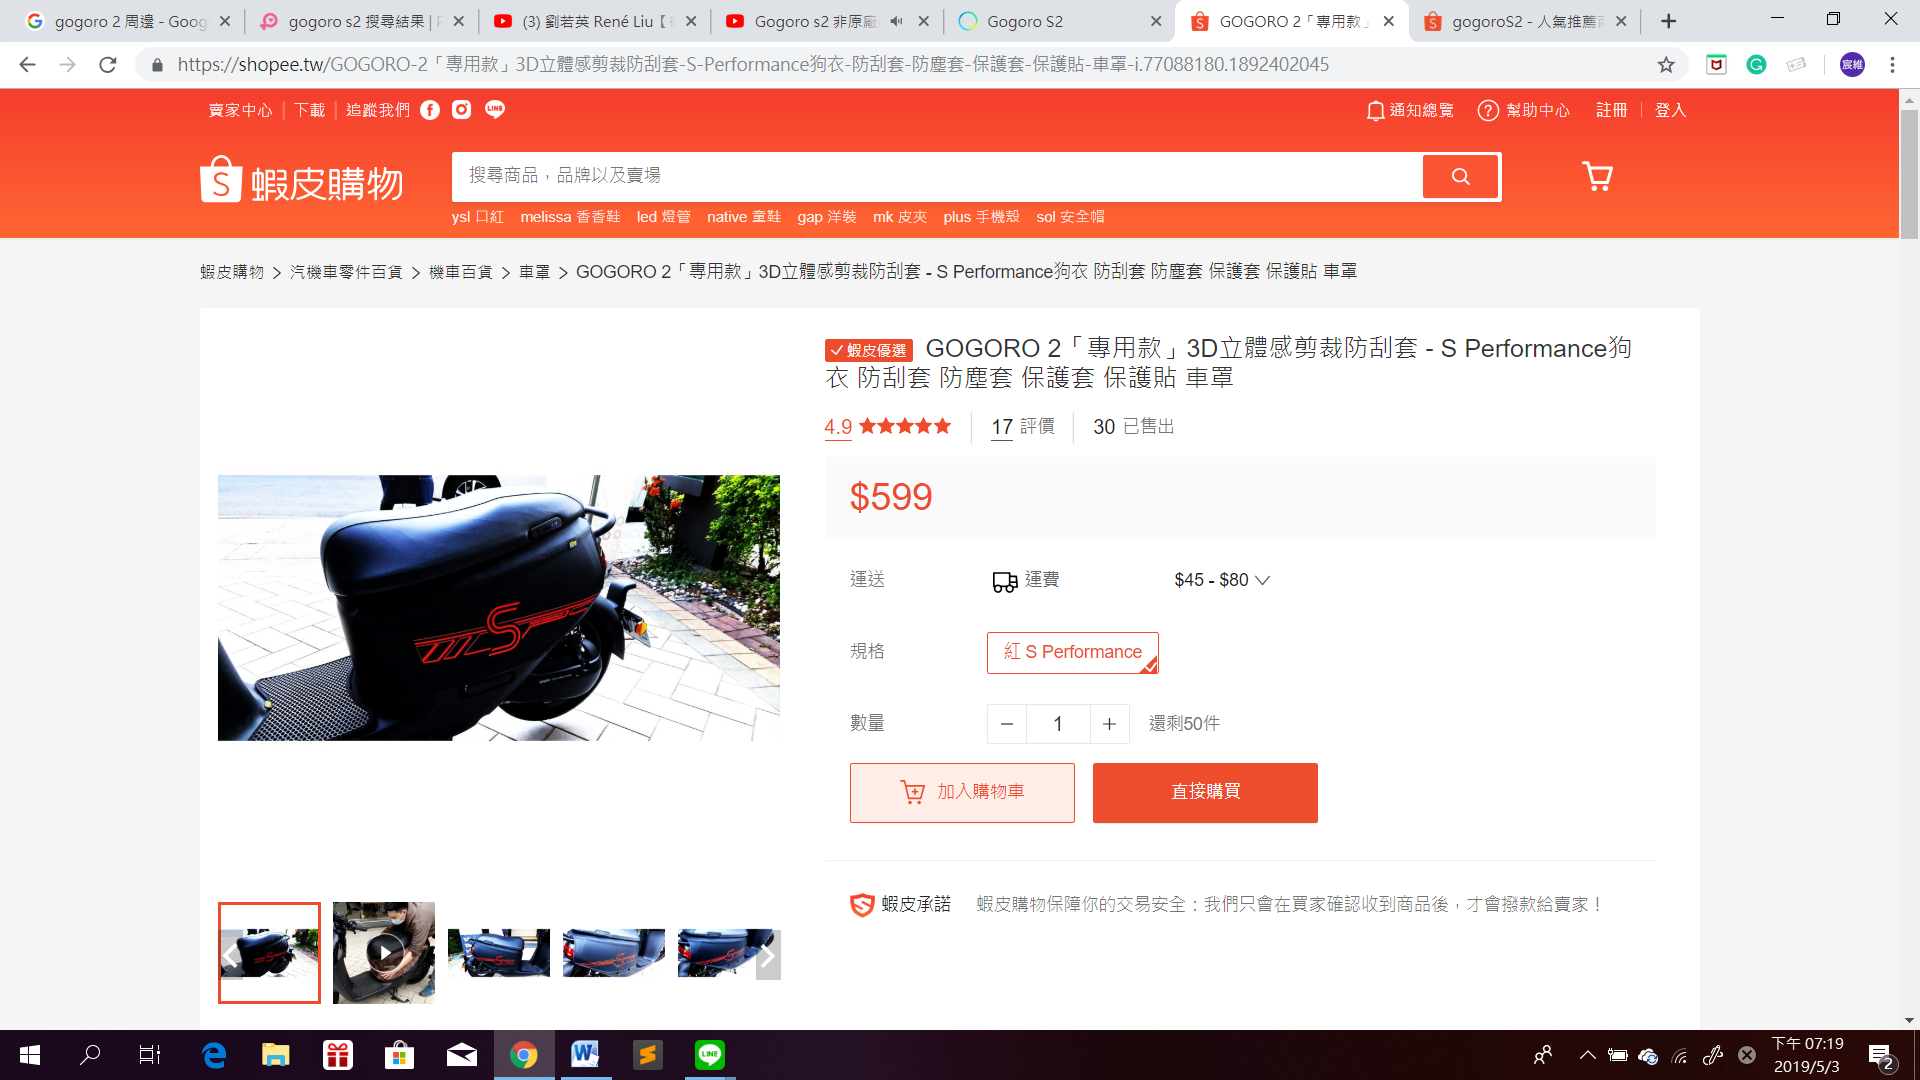 gogoro 2 周邊 - Goog
gogoro s2 搜尋結果 | P
(3) 劉若英 René Liu【
Gogoro s2 非原廠
Gogoro S2
GOGORO 2「專用款」
gogoroS2 - 人氣推薦
https://shopee.tw/GOGORO-2「專用款」3D立體感剪裁防刮套-S-Performance狗衣-防刮套-防塵套-保護套-保護貼-車罩-i.77088180.1892402045
宸維
賣家中心 | 下載 | 追蹤我們
通知總覽 幫助中心 註冊 | 登入
蝦皮購物
搜尋商品，品牌以及賣場
ysl 口紅 melissa 香香鞋 led 燈管 native 童鞋 gap 洋裝 mk 皮夾 plus 手機殼 sol 安全帽
蝦皮購物 > 汽機車零件百貨 > 機車百貨 > 車罩 > GOGORO 2「專用款」3D立體感剪裁防刮套 - S Performance狗衣 防刮套 防塵套 保護套 保護貼 車罩
蝦皮優選 GOGORO 2「專用款」3D立體感剪裁防刮套 - S Performance狗
衣 防刮套 防塵套 保護套 保護貼 車罩
4.9 17 評價 30 已售出
$599
運送 運費 $45 - $80
規格 紅 S Performance
數量 1 還剩50件
加入購物車 直接購買
蝦皮承諾 蝦皮購物保障你的交易安全：我們只會在買家確認收到商品後，才會撥款給賣家！
下午 07:19
2019/5/3
2